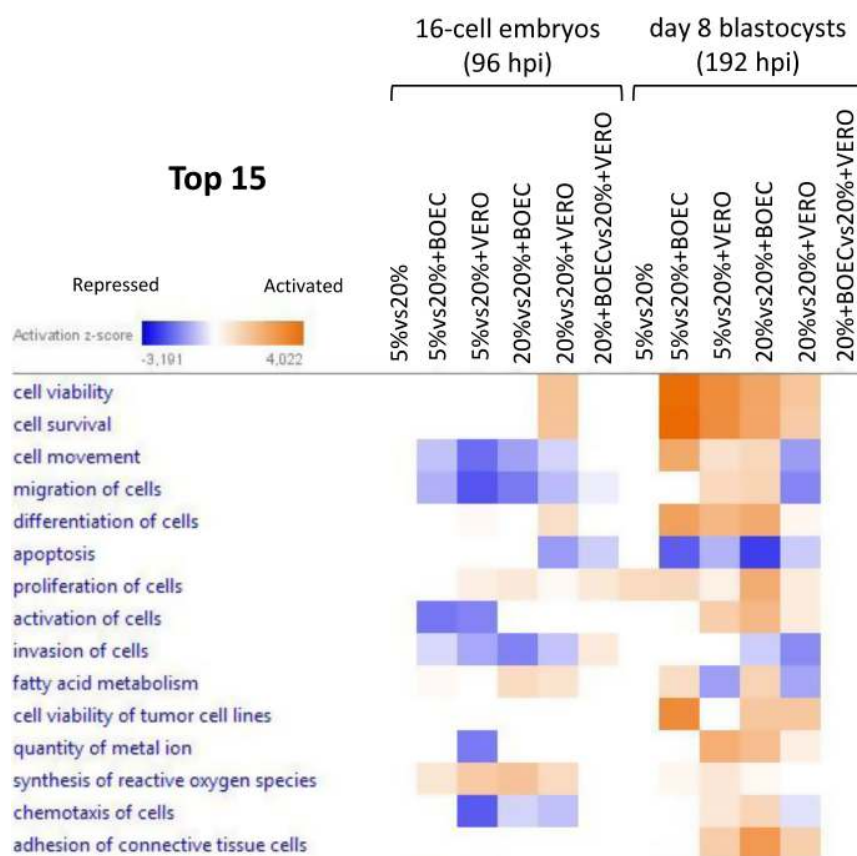 16-cell embryos
(96 hpi)
day 8 blastocysts
(192 hpi)
Top 15
5%vs20%
5%vs20%+BOEC
5%vs20%+VERO
20%vs20%+BOEC
20%vs20%+VERO
20%+BOECvs20%+VERO
5%vs20%
5%vs20%+BOEC
5%vs20%+VERO
20%vs20%+BOEC
20%vs20%+VERO
20%+BOECvs20%+VERO
Repressed
Activated
Activation z-score
-3,191
4,022
cell viability
cell survival
cell movement
migration of cells
differentiation of cells
apoptosis
proliferation of cells
activation of cells
invasion of cells
fatty acid metabolism
cell viability of tumor cell lines
quantity of metal ion
synthesis of reactive oxygen species
chemotaxis of cells
adhesion of connective tissue cells